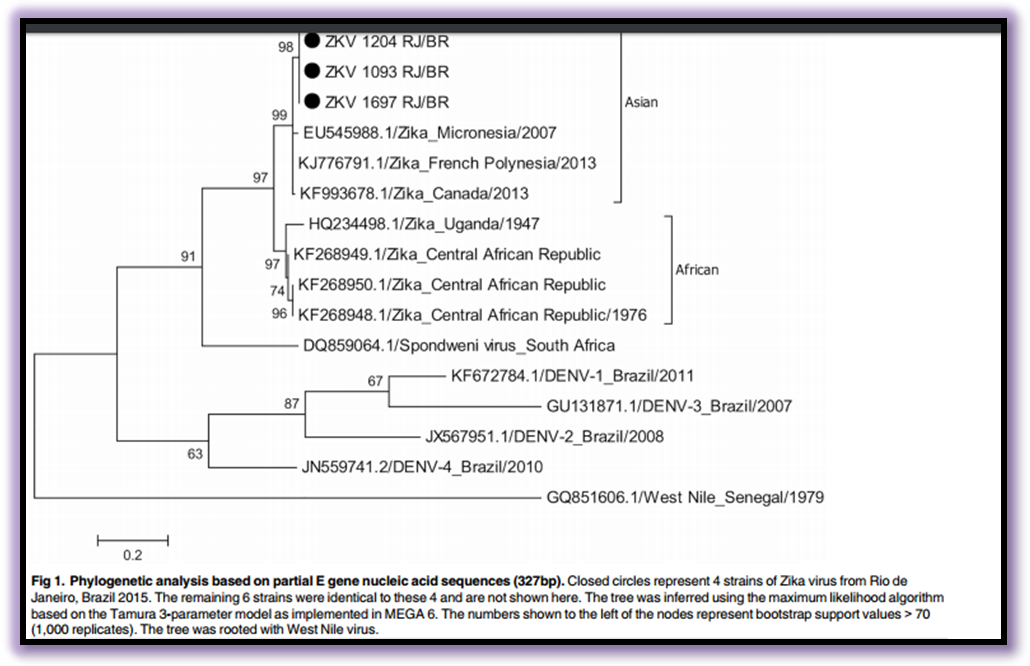 98
ZKV 1204 RJ/BR
ZKV 1093 RJ/BR
ZKV 1697 RJ/BR
Asian
99
EU545988.1/Zika_Micronesia/2007
KJ776791.1/Zika_French Polynesia/2013
97
KF993678.1/Zika_Canada/2013
HQ234498.1/Zika_Uganda/1947
91
KF268949.1/Zika_Central African Republic
97
African
74
KF268950.1/Zika_Central African Republic
96
KF268948.1/Zika_Central African Republic/1976
DQ859064.1/Spondweni virus_South Africa
67
KF672784.1/DENV-1_Brazil/2011
87
GU131871.1/DENV-3_Brazil/2007
JX567951.1/DENV-2_Brazil/2008
63
JN559741.2/DENV-4_Brazil/2010
GQ851606.1/West Nile_Senegal/1979
0.2
Fig 1. Phylogenetic analysis based on partial E gene nucleic acid sequences (327bp). Closed circles represent 4 strains of Zika virus from Rio de
Janeiro, Brazil 2015. The remaining 6 strains were identical to these 4 and are not shown here. The tree was inferred using the maximum likelihood algorithm
based on the Tamura 3-parameter model as implemented in MEGA 6. The numbers shown to the left of the nodes represent bootstrap support values > 70
(1,000 replicates). The tree was rooted with West Nile virus.